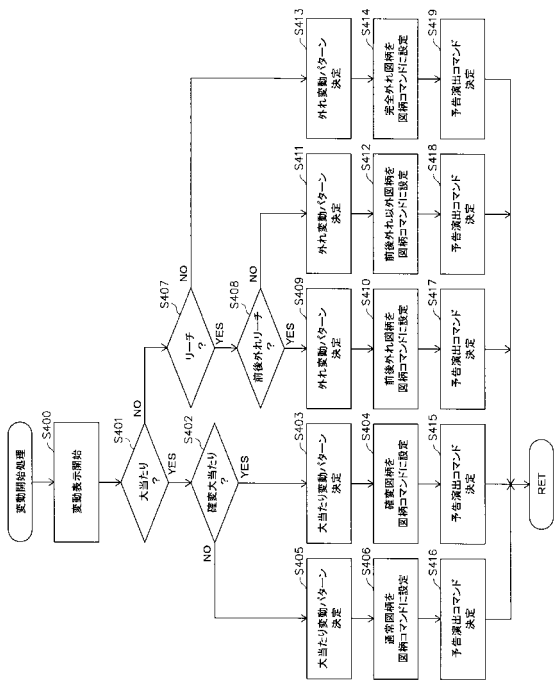 変動開始処理
S400
変動表示開始
S401
大当たり
?
NO
YES
S402
確変大当たり
?
NO
YES
S407
リーチ
?
NO
YES
S408
前後外れリーチ
?
NO
YES
S405
大当たり変動パターン
決定
S403
大当たり変動パターン
決定
S409
外れ変動パターン
決定
S411
外れ変動パターン
決定
S413
外れ変動パターン
決定
S406
通常図柄を
図柄コマンドに設定
S404
確変図柄を
図柄コマンドに設定
S410
前後外れ図柄を
図柄コマンドに設定
S412
前後外れ以外図柄を
図柄コマンドに設定
S414
完全外れ図柄を
図柄コマンドに設定
S416
予告演出コマンド
決定
S415
予告演出コマンド
決定
S417
予告演出コマンド
決定
S418
予告演出コマンド
決定
S419
予告演出コマンド
決定
RET